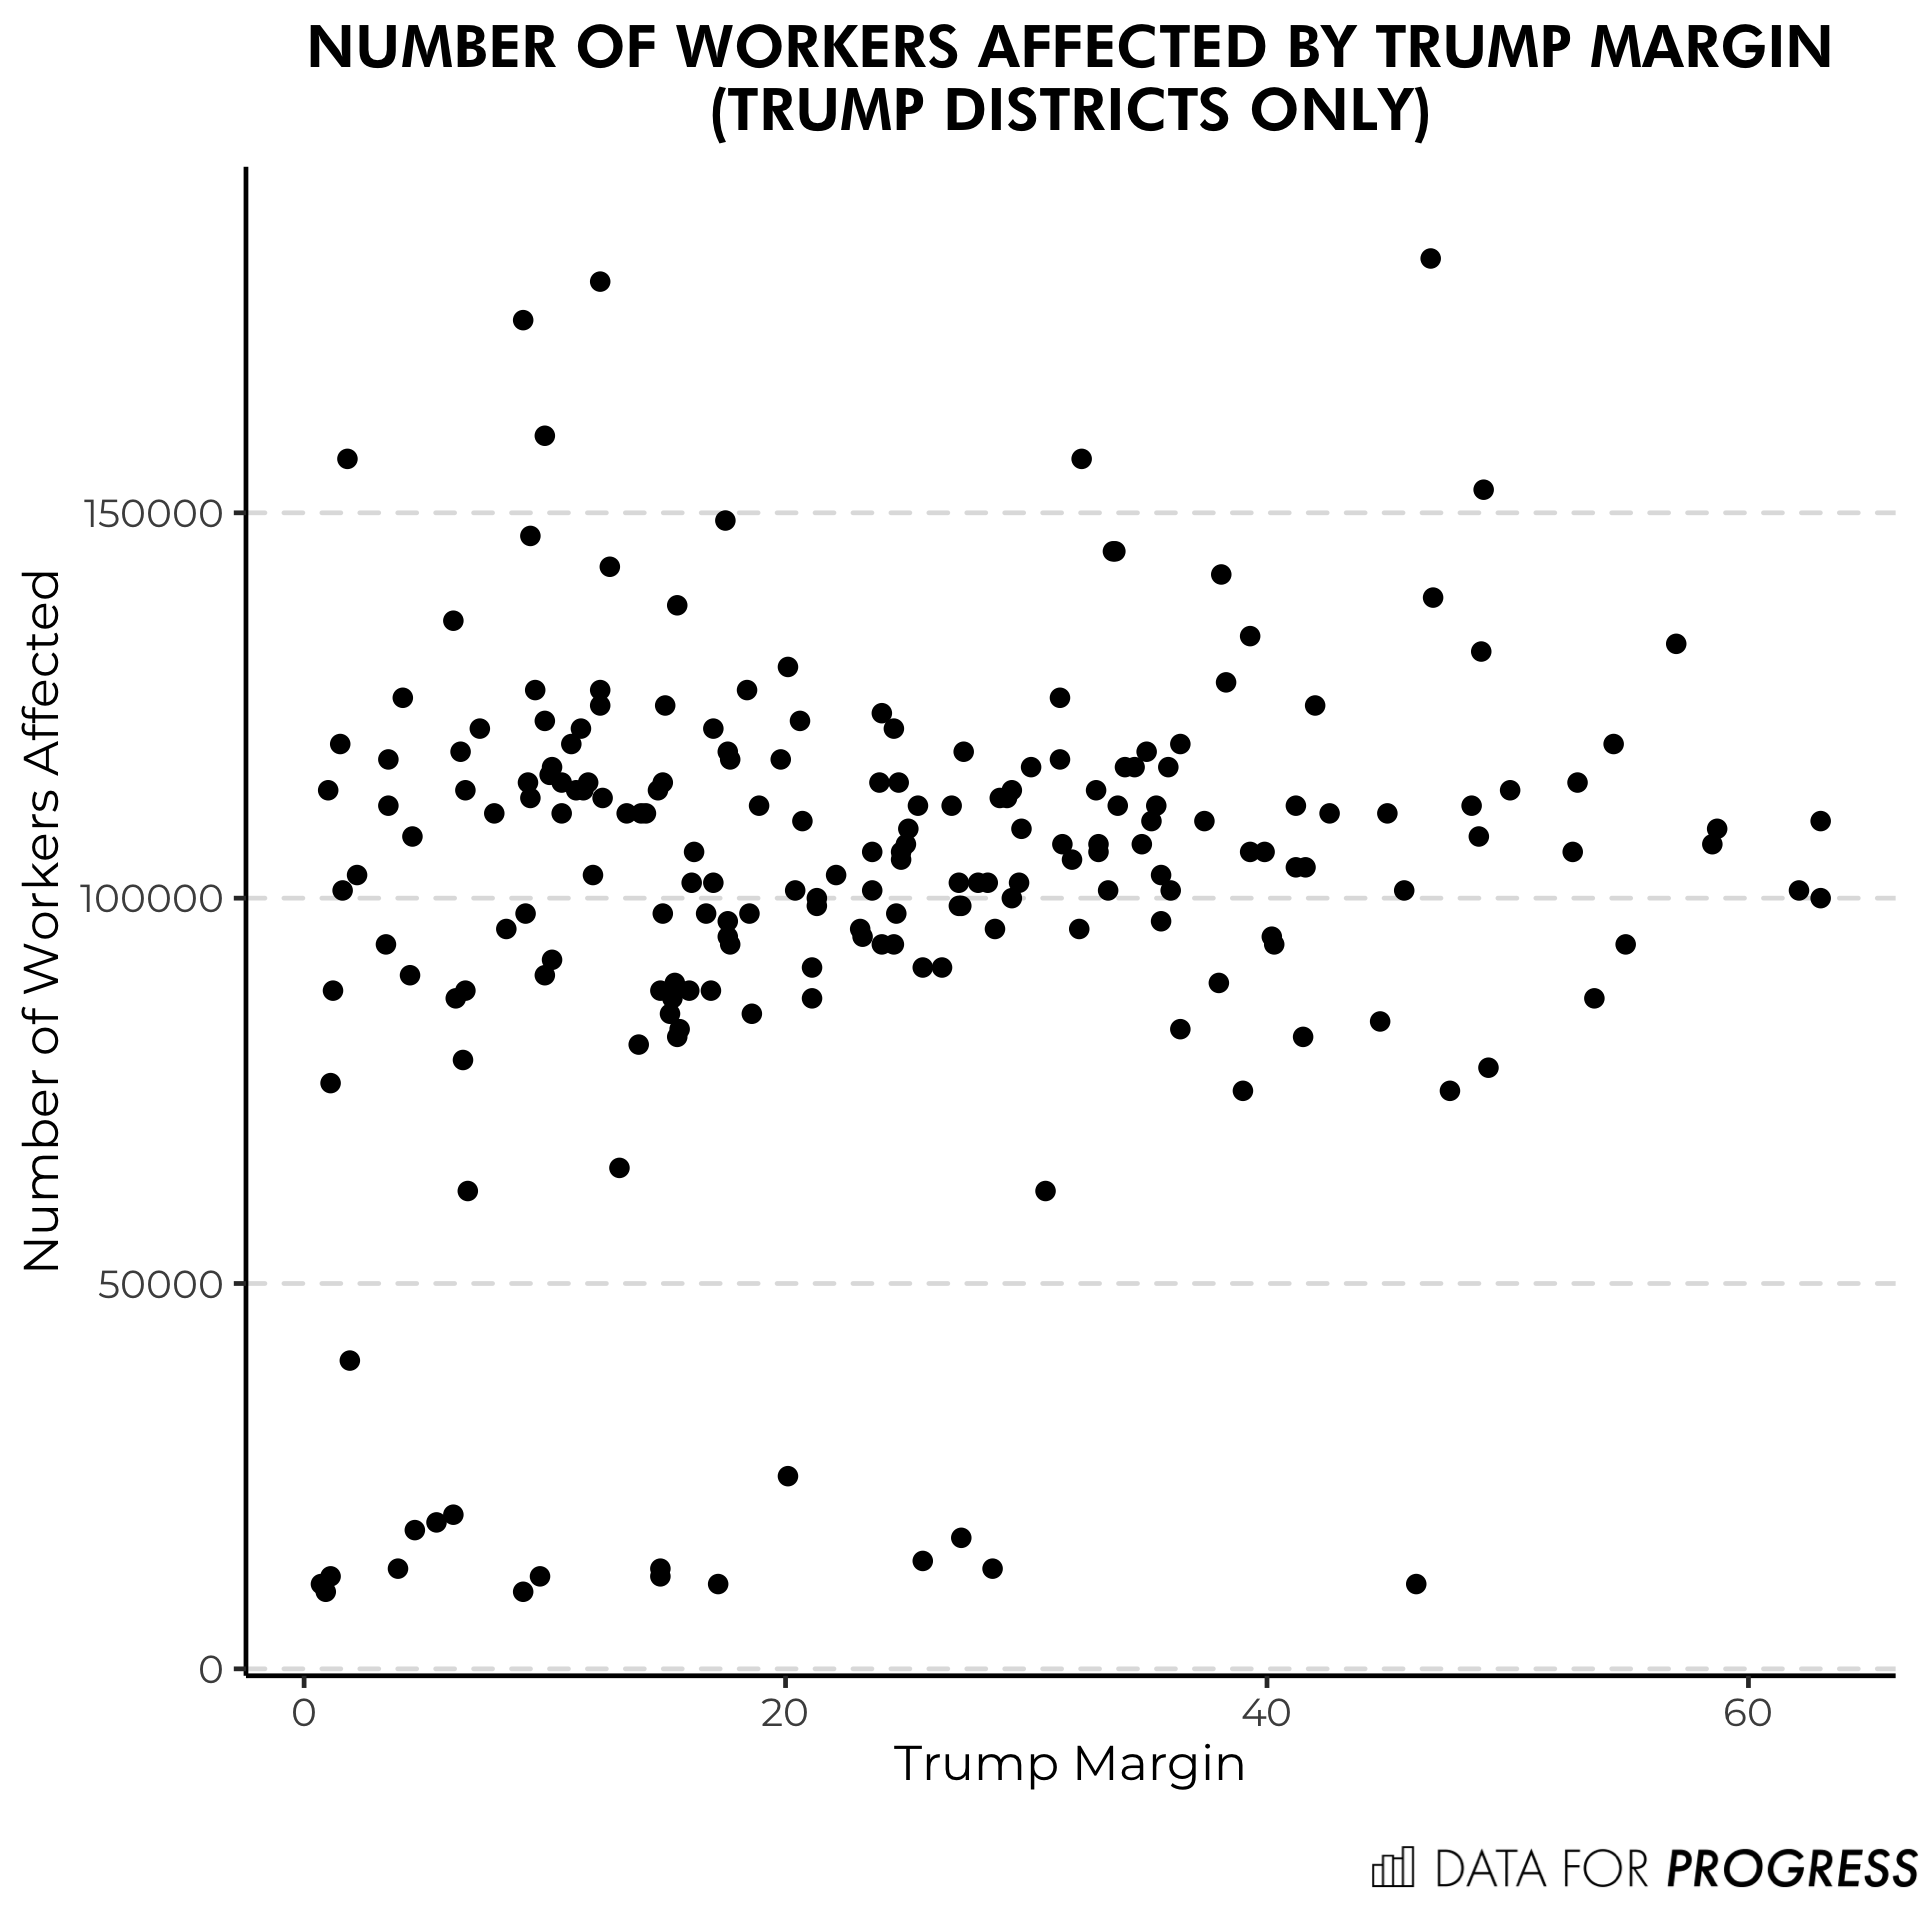 NUMBER OF WORKERS AFFECTED BY TRUMP MARGIN
(TRUMP DISTRICTS ONLY)
Number of Workers Affected
150000
100000
50000
0
0 20 40 60
Trump Margin
DATA FOR PROGRESS